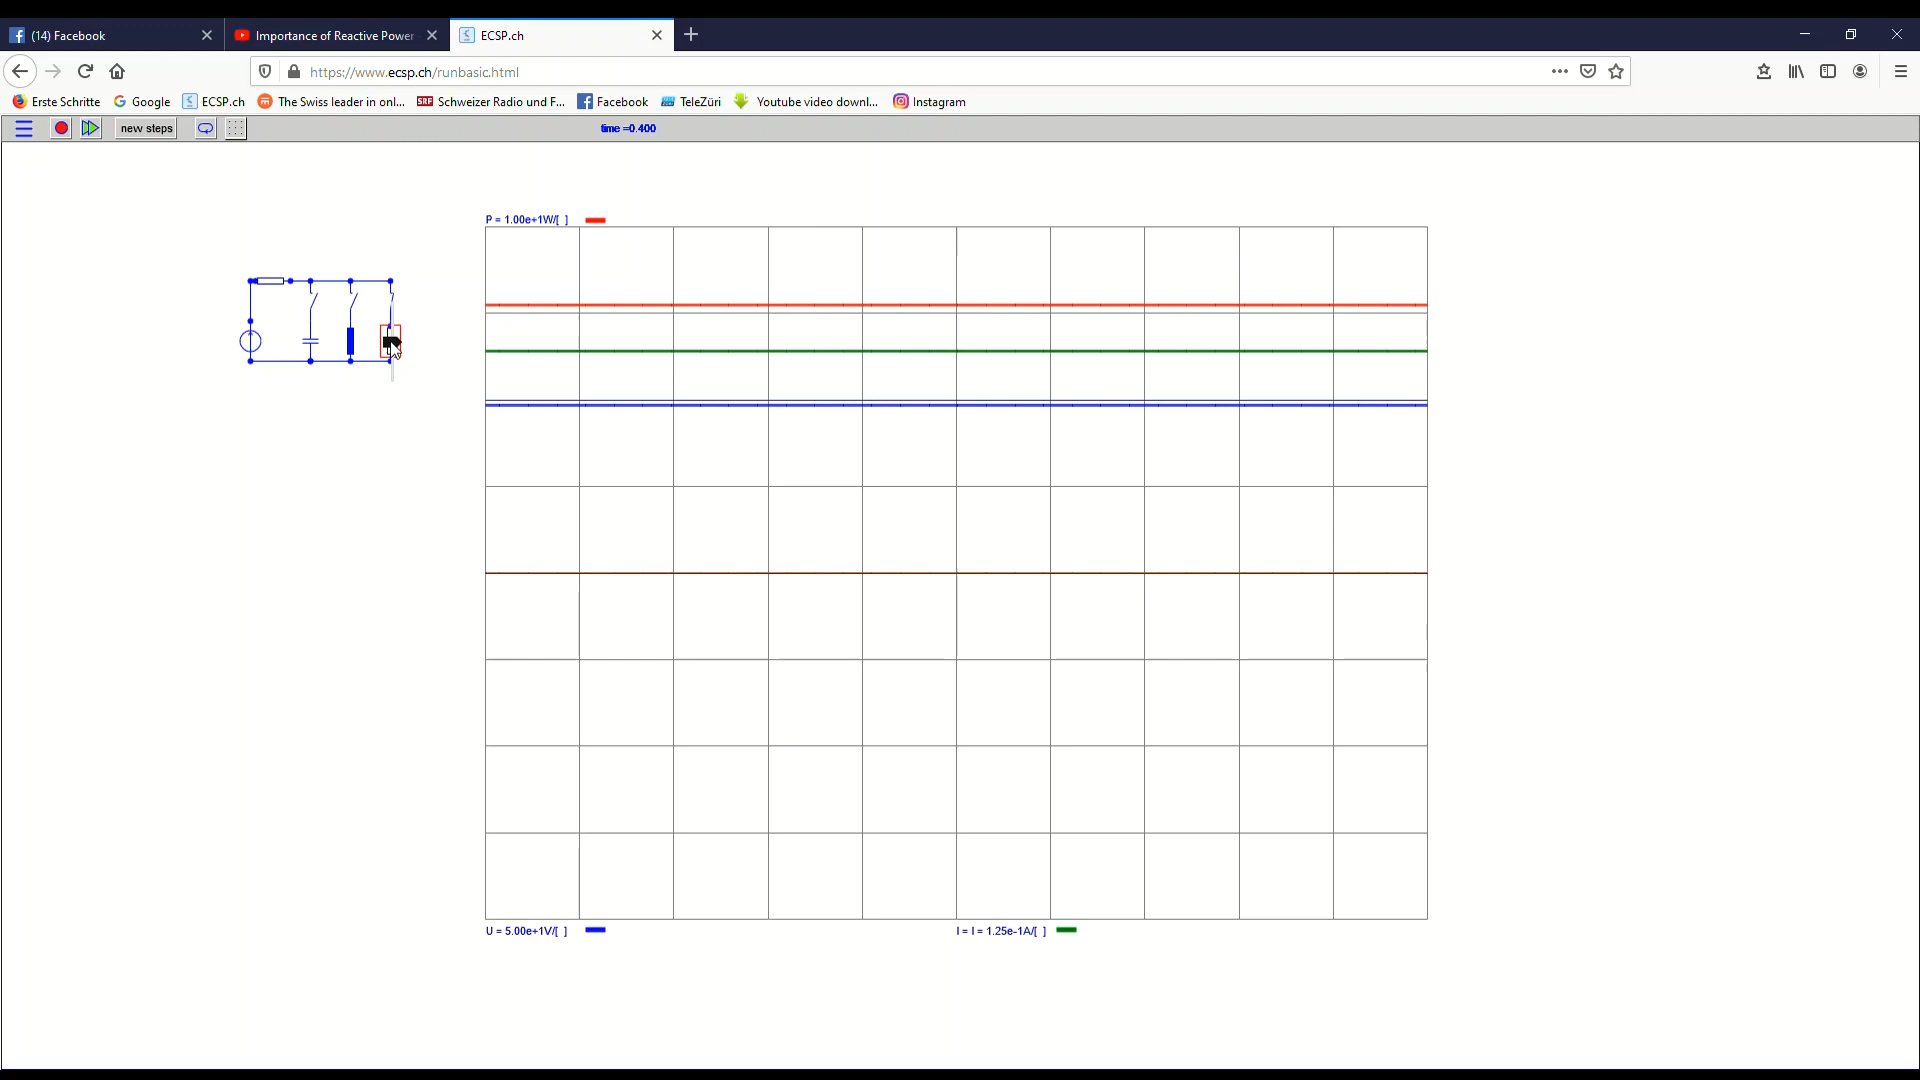 (14) Facebook
Importance of Reactive Power
ECSP.ch
https://www.ecsp.ch/runbasic.html
Erste Schritte
Google
ECSP.ch
The Swiss leader in onl...
SRF
Schweizer Radio und F...
Facebook
TeleZüri
Youtube video downl...
Instagram
new steps
time =0.400
P = 1.00e+1W/[ ]
U = 5.00e+1V/[ ]
I = I = 1.25e-1A/[ ]